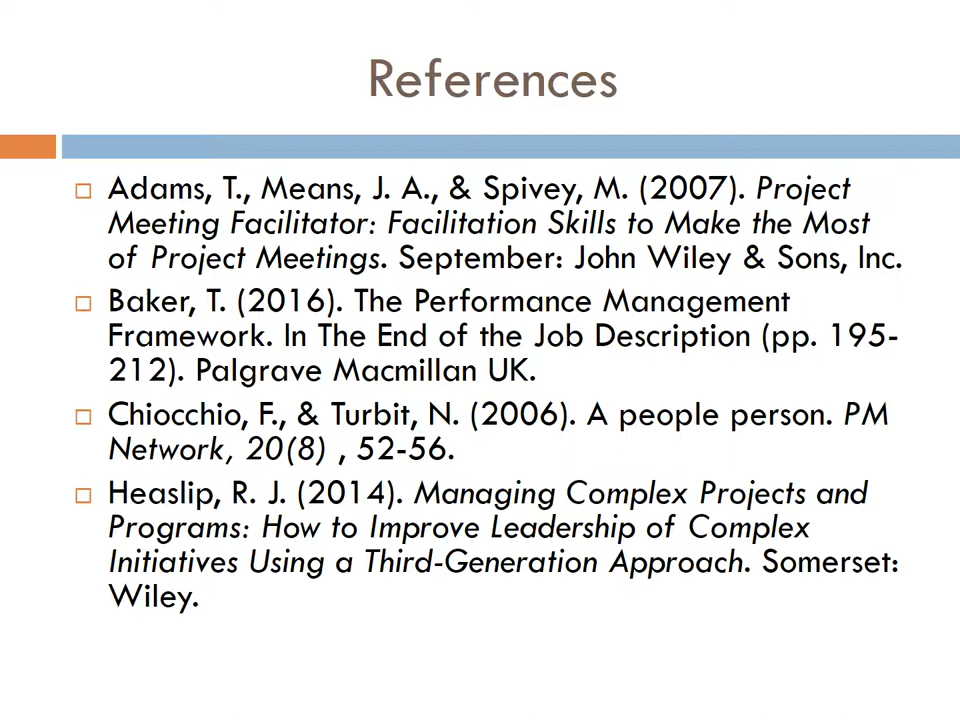 References
Adams, T., Means, J. A., & Spivey, M. (2007). Project
Meeting Facilitator: Facilitation Skills to Make the Most
of Project Meetings. September: John Wiley & Sons, Inc.
Baker, T. (2016). The Performance Management
Framework. In The End of the Job Description (pp. 195-
212). Palgrave Macmillan UK.
Chiocchio, F., & Turbit, N. (2006). A people person. PM
Network, 20(8) , 52-56.
Heaslip, R. J. (2014). Managing Complex Projects and
Programs: How to Improve Leadership of Complex
Initiatives Using a Third-Generation Approach. Somerset:
Wiley.